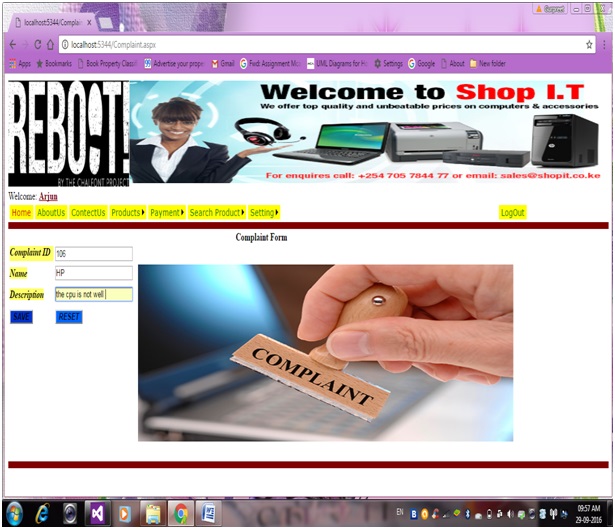 Gurpreet
localhost:5344/Complain
localhost:5344/Complaint.aspx
Apps Bookmarks Book Property Classif Advertise your prope Gmail Fwd: Assignment Mo UML Diagrams for H Settings Google About New folder
REBOOT!
BY THE CHALFONT PROJECT
Welcome to Shop I.T
We offer top quality and unbeatable prices on computers & accessories
For enquires call: +254 705 7844 77 or email: sales@shopit.co.ke
Welcome: Arjun
Home AboutUs ContectUs Products Payment Search Product Setting LogOut
Complaint Form
Complaint ID 106
Name HP
Description the cpu is not well
SAVE RESET
COMPLAINT
EN 09:57 AM
29-09-2016